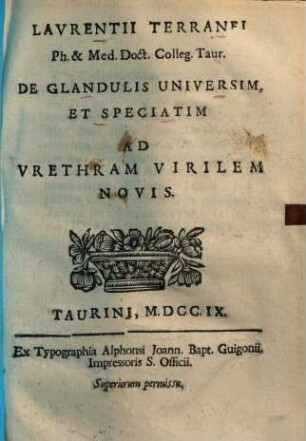 LAVRENTII TERRANEI
Ph. & Med. Doct. Colleg. Taur.
DE GLANDULIS UNIVERSIM,
ET SPECIATIM
AD
VRETHRAM VIRILEM
NOVIS.
TAURINI, M.DCC.IX.
Ex Typographia Alphonsi Joann. Bapt. Guigonii,
Impressoris S. Officii.
Superiorum permissu.